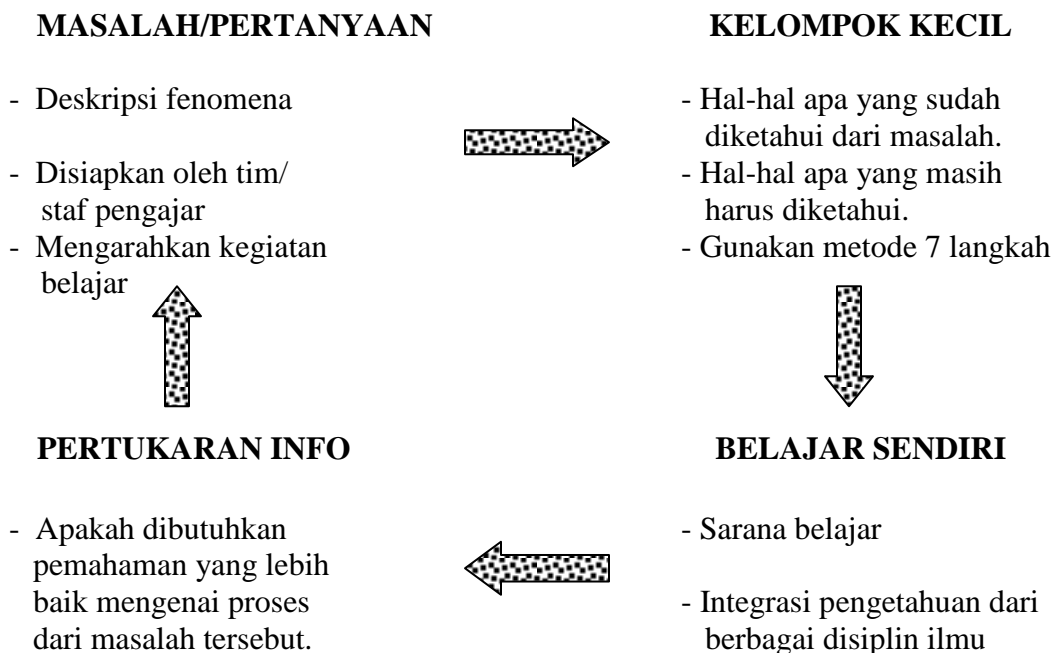 MASALAH/PERTANYAAN
- Deskripsi fenomena
- Disiapkan oleh tim/
staf pengajar
- Mengarahkan kegiatan
belajar
KELOMPOK KECIL
- Hal-hal apa yang sudah
diketahui dari masalah.
- Hal-hal apa yang masih
harus diketahui.
- Gunakan metode 7 langkah
PERTUKARAN INFO
- Apakah dibutuhkan
pemahaman yang lebih
baik mengenai proses
dari masalah tersebut.
BELAJAR SENDIRI
- Sarana belajar
- Integrasi pengetahuan dari
berbagai disiplin ilmu